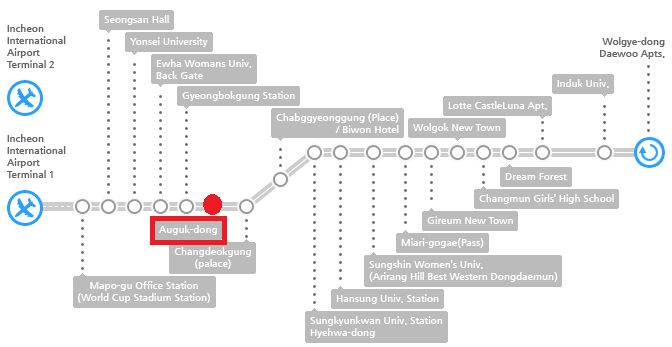 Incheon
International
Airport
Terminal 2
Incheon
International
Airport
Terminal 1
Seongsan Hall
Yonsei University
Ewha Womans Univ.
Back Gate
Gyeongbokgung Station
Chabggyeonggung (Place)
/ Biwon Hotel
Wolgok New Town
Lotte CastleLuna Apt.
Induk Univ.
Wolgye-dong
Daewoo Apts.
Mapo-gu Office Station
(World Cup Stadium Station)
Auguk-dong
Changdeokgung
(palace)
Sungkyunkwan Univ. Station
Hyehwa-dong
Hansung Univ. Station
Sungshin Women's Univ.
(Arirang Hill Best Western Dongdaemun)
Miari-gogae(Pass)
Gireum New Town
Changmun Girls' High School
Dream Forest